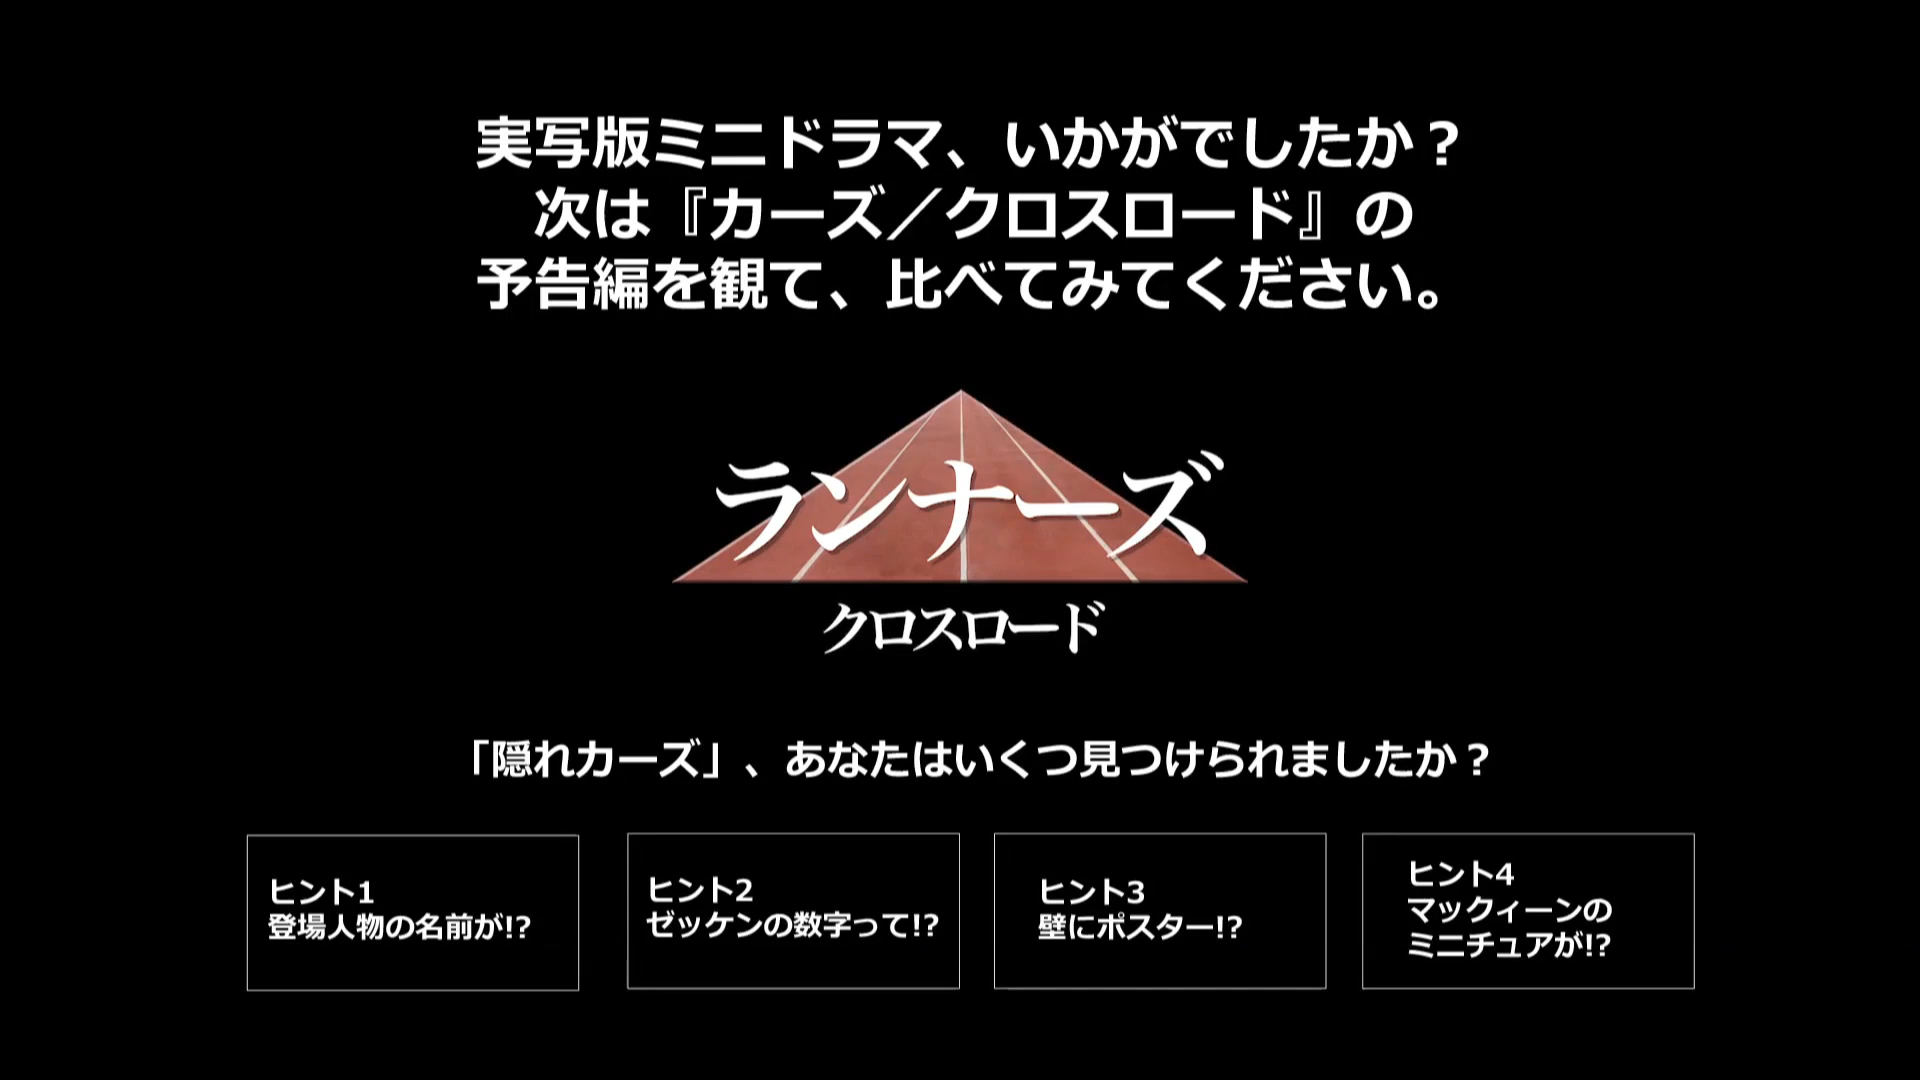 実写版ミニドラマ、いかがでしたか？
次は『カーズ／クロスロード』の
予告編を観て、比べてみてください。
ランナーズ
クロスロード
「隠れカーズ」、あなたはいくつ見つけられましたか？
ヒント1
登場人物の名前が!?
ヒント2
ゼッケンの数字って!?
ヒント3
壁にポスター!?
ヒント4
マックィーンの
ミニチュアが!?